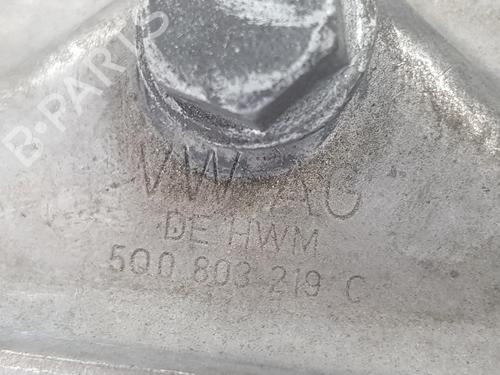 B-PARTS
VW AG
DE HWM
5Q0 803 219 C